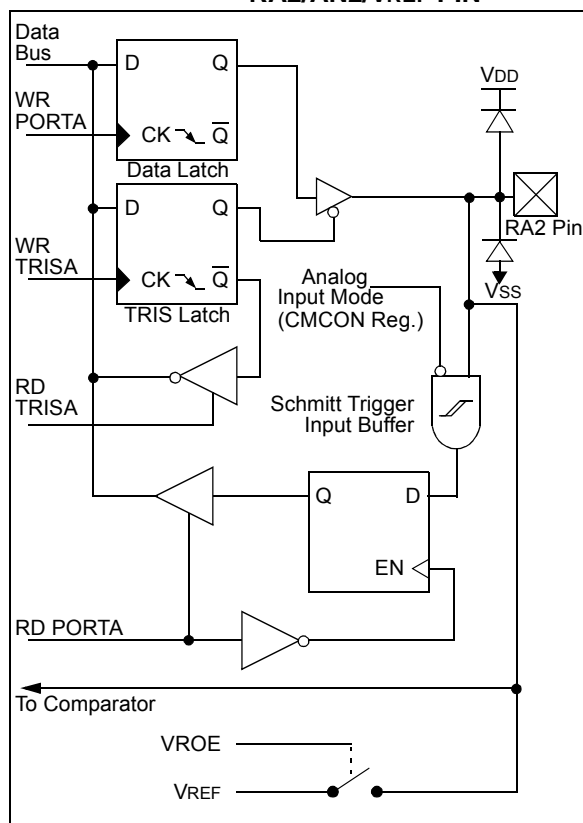 RA2/AN2/VREF PIN
Data
Bus
D Q
VDD
WR
PORTA
CK Q
Data Latch
D Q
RA2 Pin
WR
TRISA
CK Q
TRIS Latch
VSS
Analog
Input Mode
(CMCON Reg.)
RD
TRISA
Schmitt Trigger
Input Buffer
Q D
EN
RD PORTA
To Comparator
VROE
VREF